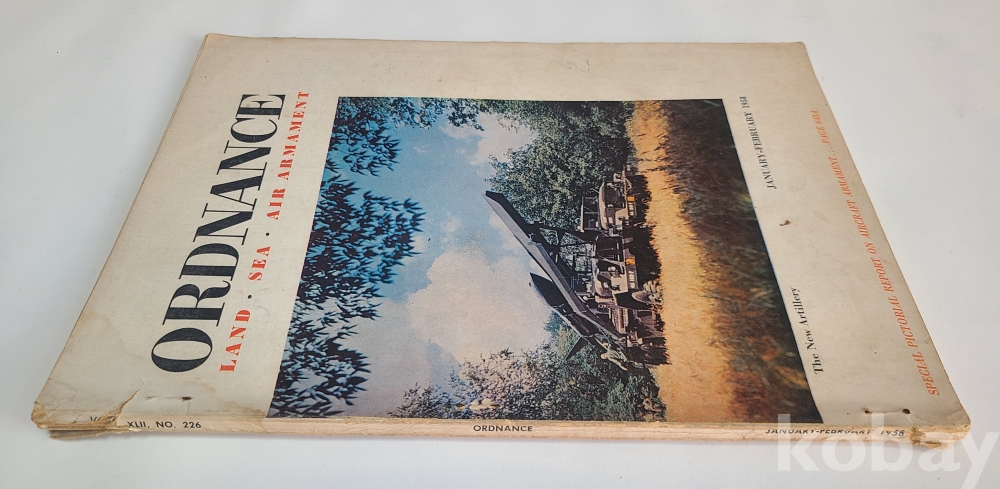 ORDNANCE
LAND · SEA · AIR ARMAMENT
JANUARY-FEBRUARY 1958
The New Artillery
SPECIAL PICTORIAL REPORT ON AIRCRAFT ARMAMENT
XLII, NO. 226
ORDNANCE
JANUARY-FEBRUARY 1958
kobay